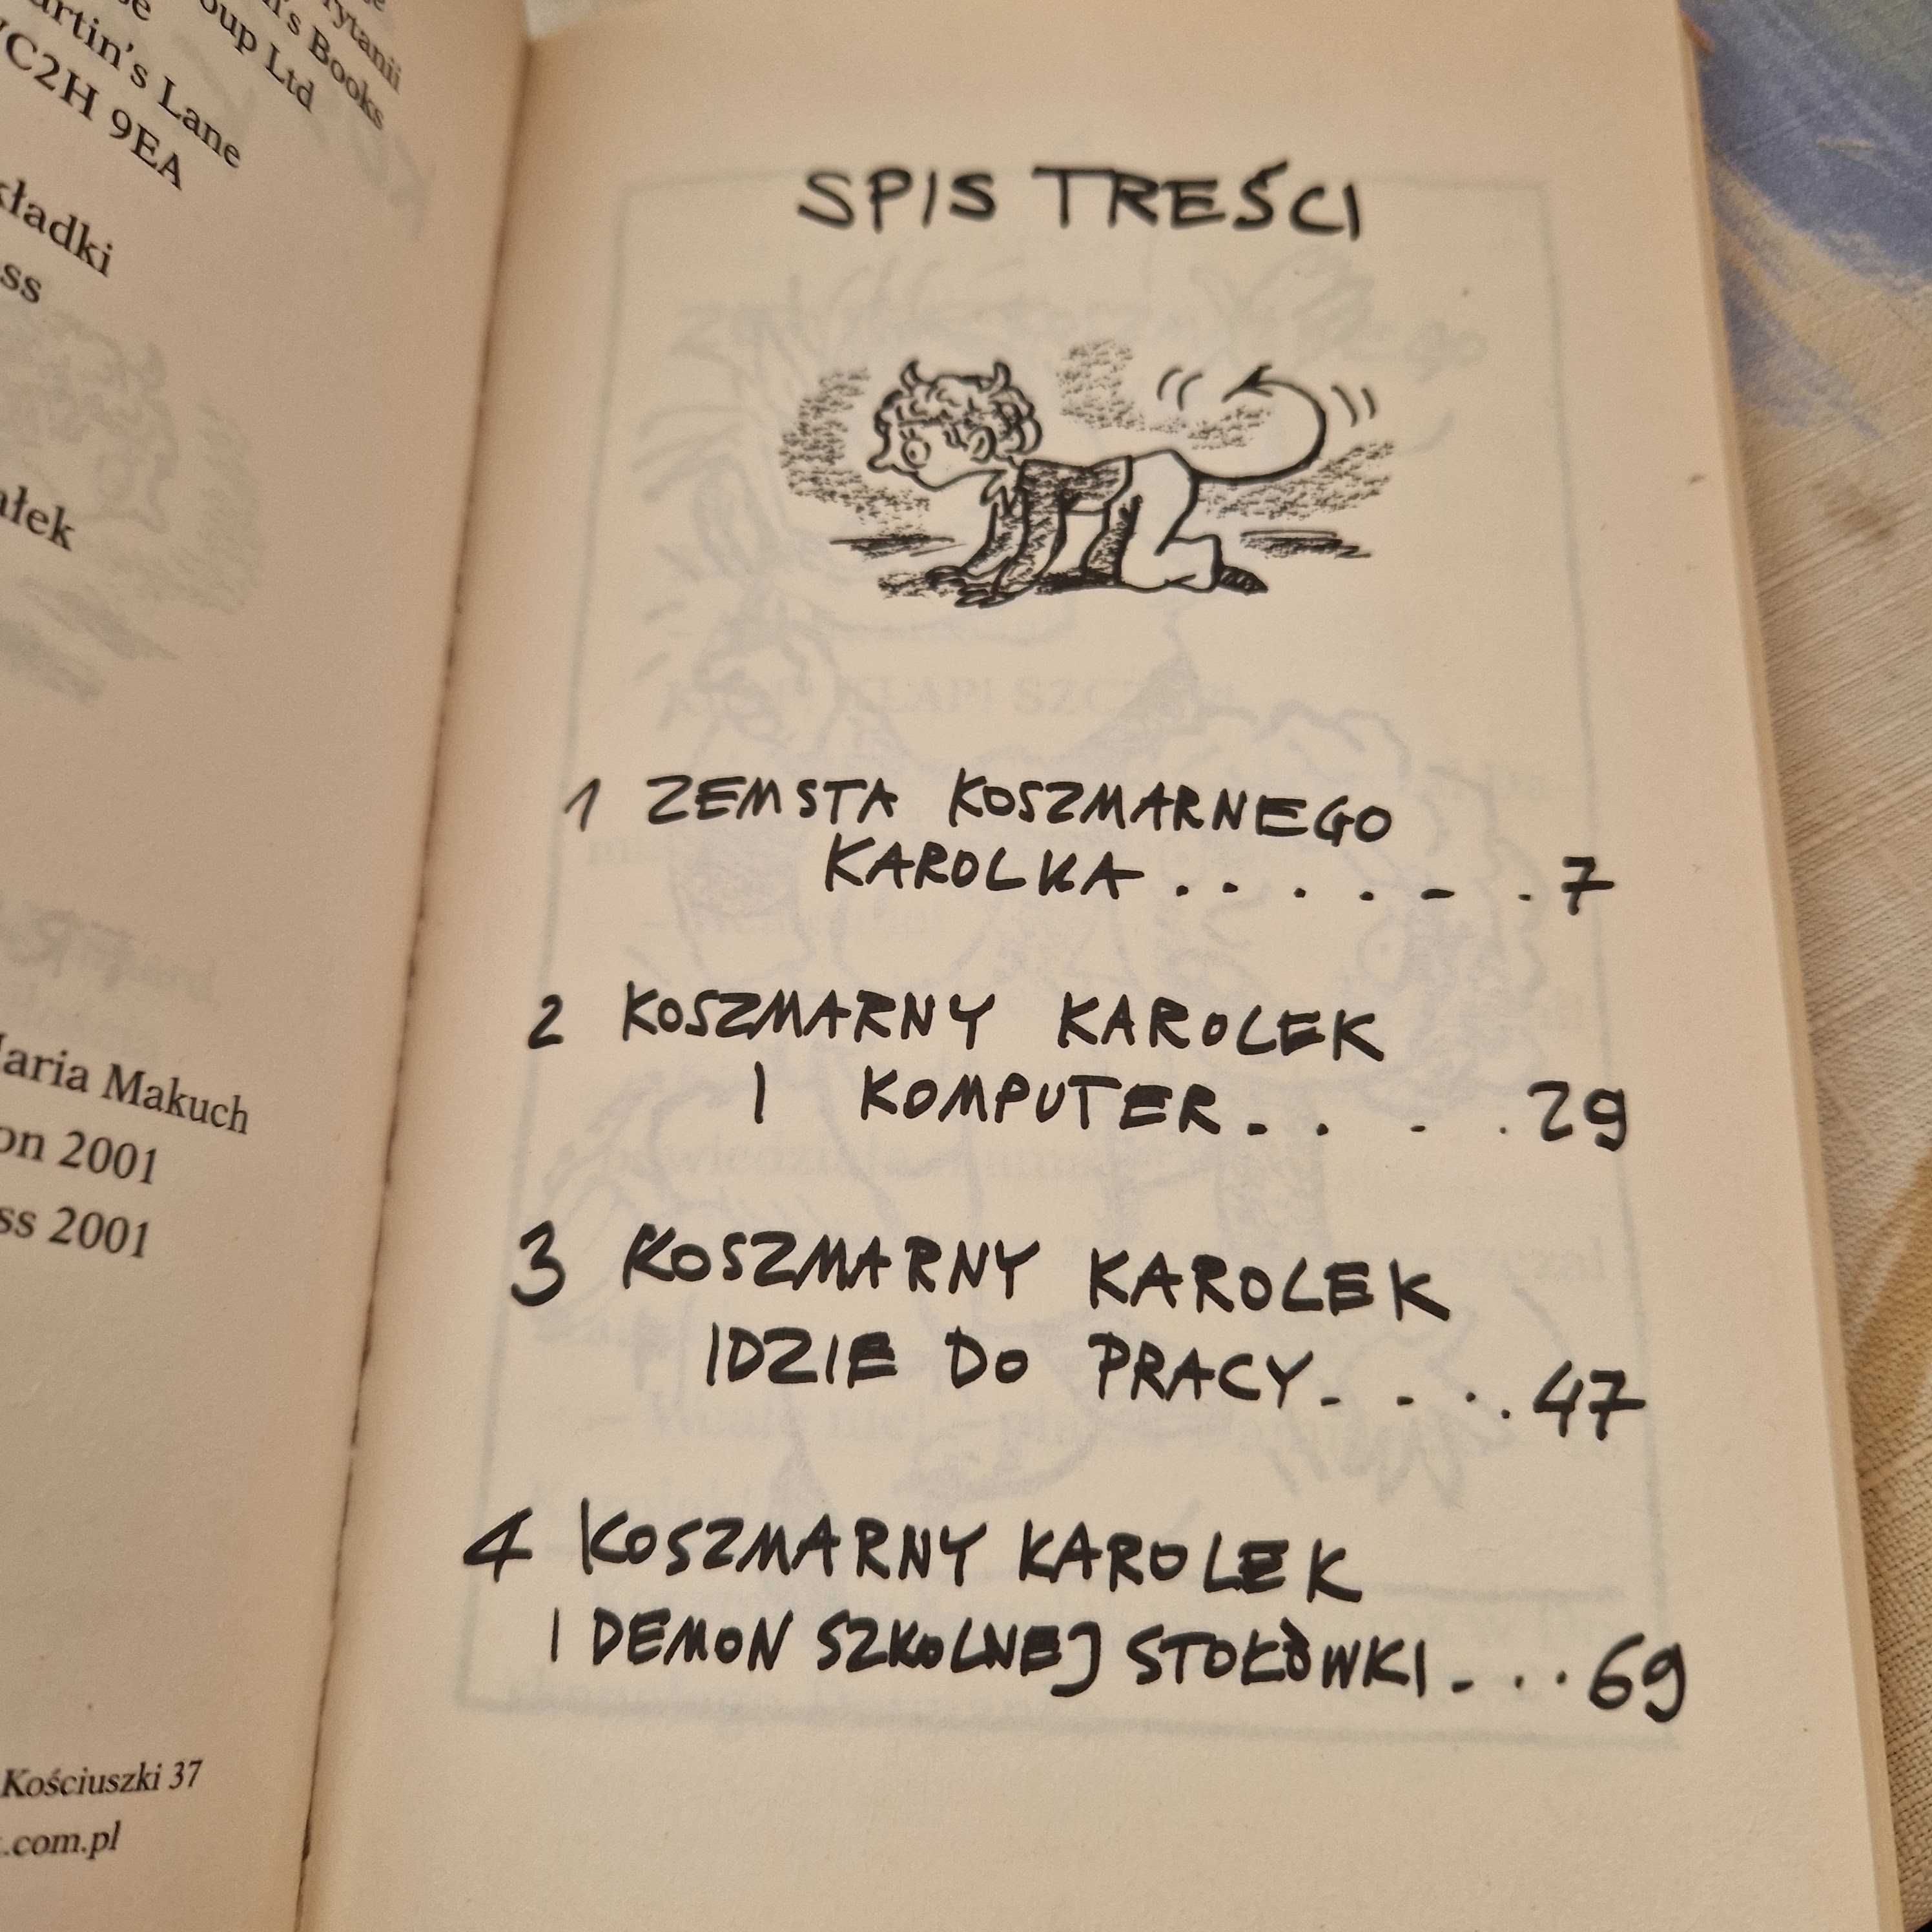 rytanii
n's Books
oup Ltd
artin's Lane
C2H 9EA
kładki
ss
ałek
Maria Makuch
on 2001
ss 2001
Kościuszki 37
.com.pl
SPIS TREŚCI
1 ZEMSTA KOSZMARNEGO
KAROLKA . . . . . . 7
2 KOSZMARNY KAROLEK
I KOMPUTER . . . . 29
3 KOSZMARNY KAROLEK
IDZIE DO PRACY . . . . 47
4 KOSZMARNY KAROLEK
I DEMON SZKOLNEJ STOŁÓWKI . . . 69